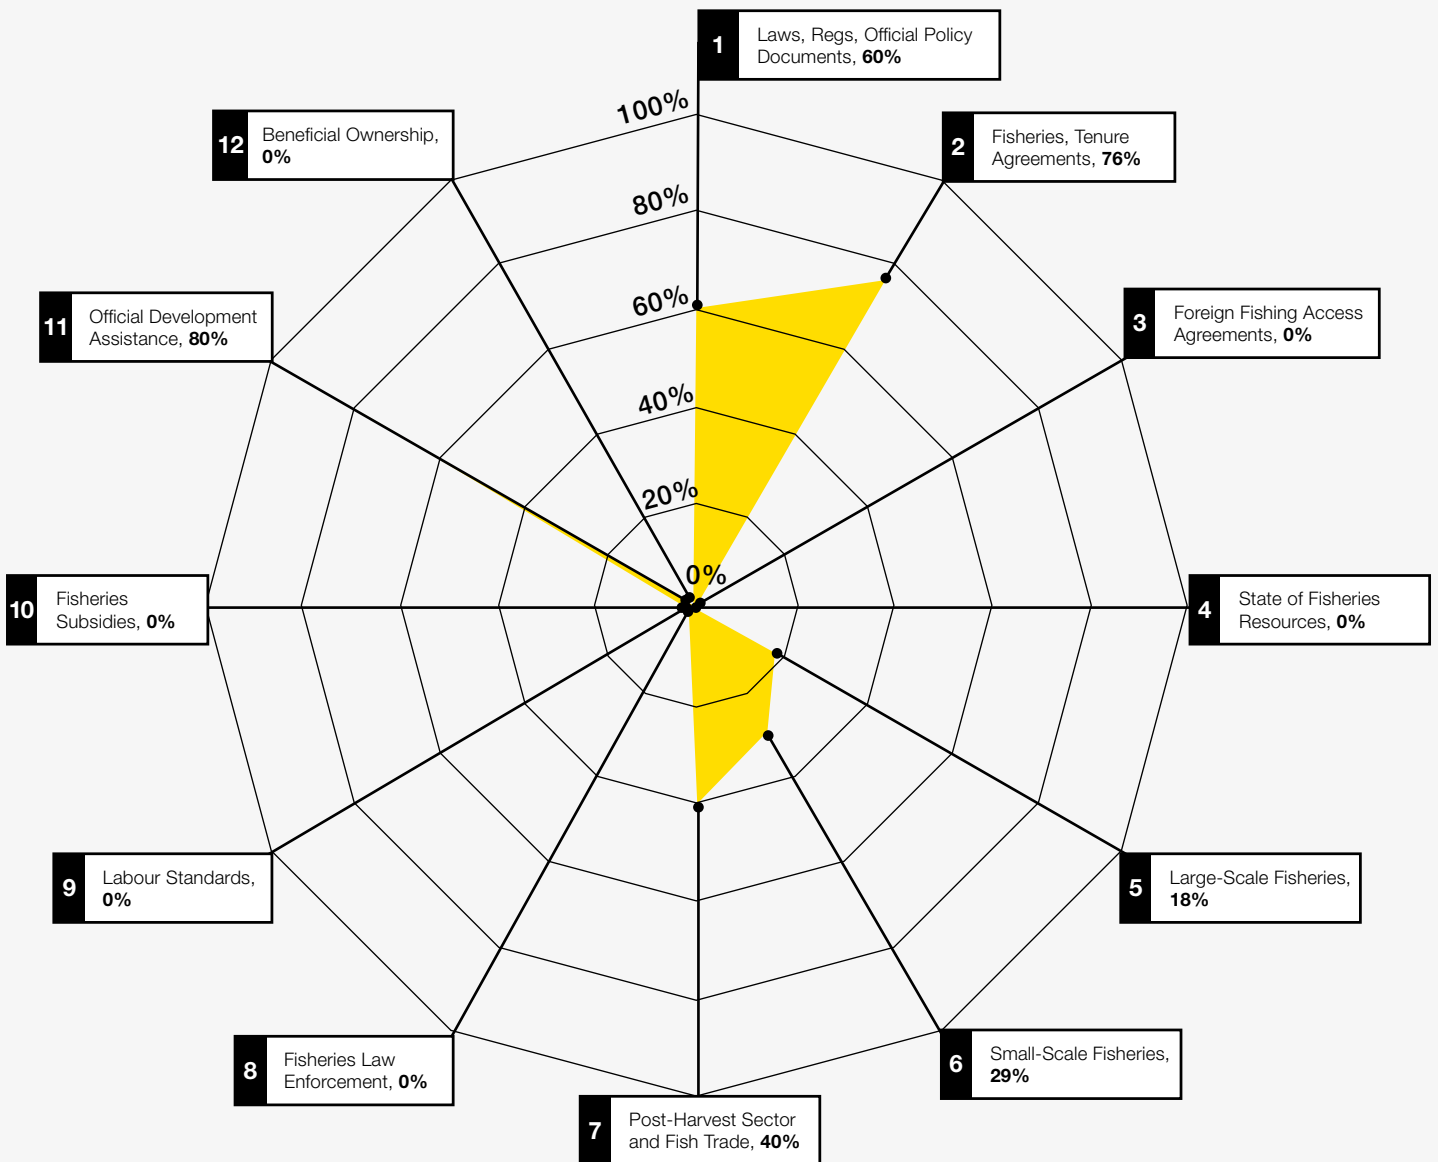 1
Laws, Regs, Official Policy
Documents, 60%
2
Fisheries, Tenure
Agreements, 76%
3
Foreign Fishing Access
Agreements, 0%
4
State of Fisheries
Resources, 0%
5
Large-Scale Fisheries,
18%
6
Small-Scale Fisheries,
29%
7
Post-Harvest Sector
and Fish Trade, 40%
8
Fisheries Law
Enforcement, 0%
9
Labour Standards,
0%
10
Fisheries
Subsidies, 0%
11
Official Development
Assistance, 80%
12
Beneficial Ownership,
0%
100%
80%
60%
40%
20%
0%